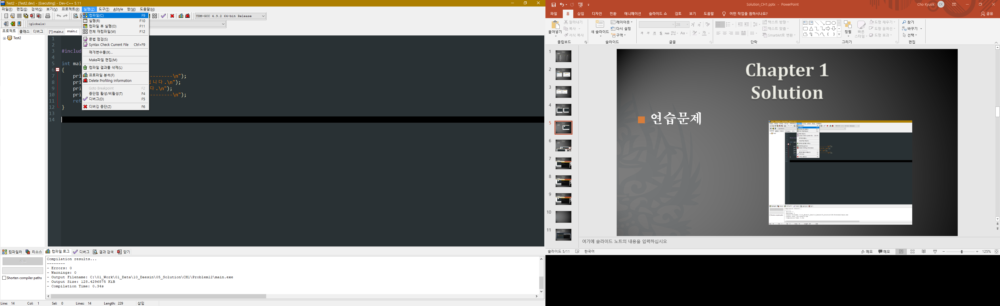 Test2 - [Test2.dev] - [Executing] - Dev-C++ 5.11
파일(F) 편집(E) 검색(S) 보기(V) 프로젝트(P) 실행(Z) 도구(T) AStyle 창(W) 도움말(H)
TDM-GCC 4.9.2 64-bit Release
(globals)
프로젝트 클래스 디버그
[*] main.c main.c
Test2
컴파일(C) F9
실행(R) F10
컴파일 후 실행(O) F11
전체 재컴파일(W) F12
문법 점검(S)
Syntax Check Current File Ctrl+F9
매개변수들(X)...
Make파일 편집(M)
컴파일 결과물 삭제(L)
프로파일 분석(F)
Delete Profiling Information
Goto Breakpoint F2
중단점 활성/비활성(T) F4
디버그(D) F5
디버깅 중단(Z) F6
1
2
3 #includ
4
5 int mai
6 {
7 pri --------\n");
8 pri 입니다.\n");
9 pri 다.\n");
10 pri --------\n");
11 ret
12 }
13
14
컴파일러 리소스 컴파일 로그 디버그 결과 검색 닫기
취소
Shorten compiler paths
Compilation results...
--------
- Errors: 0
- Warnings: 0
- Output Filename: C:\01_Work\01_Data\10_Daesin\05_Solution\CH1\Problem12\main.exe
- Output Size: 128.4296875 KiB
- Compilation Time: 0.34s
Line: 14 Col: 1 Sel: 0 Lines: 14 Length: 229 삽입
Solution_CH1.pptx - PowerPoint
Cho Kyusik CK
파일 홈 삽입 디자인 전환 애니메이션 슬라이드 쇼 검토 보기 도움말 어떤 작업을 원하시나요? 공유
붙여넣기 잘라내기 복사 서식 복사
클립보드
새 슬라이드 레이아웃 다시 설정 구역
슬라이드
28
글꼴
텍스트 방향
텍스트 맞춤
SmartArt로 변환
단락
정렬
빠른 스타일
도형 채우기
도형 윤곽선
도형 효과
그리기
찾기
바꾸기
선택
편집
1
2
3
4
5
6
7
8
9
10
11
Chapter 1
Solution
연습문제
여기에 슬라이드 노트의 내용을 입력하십시오
슬라이드 5/11 한국어 메모 메모 125%